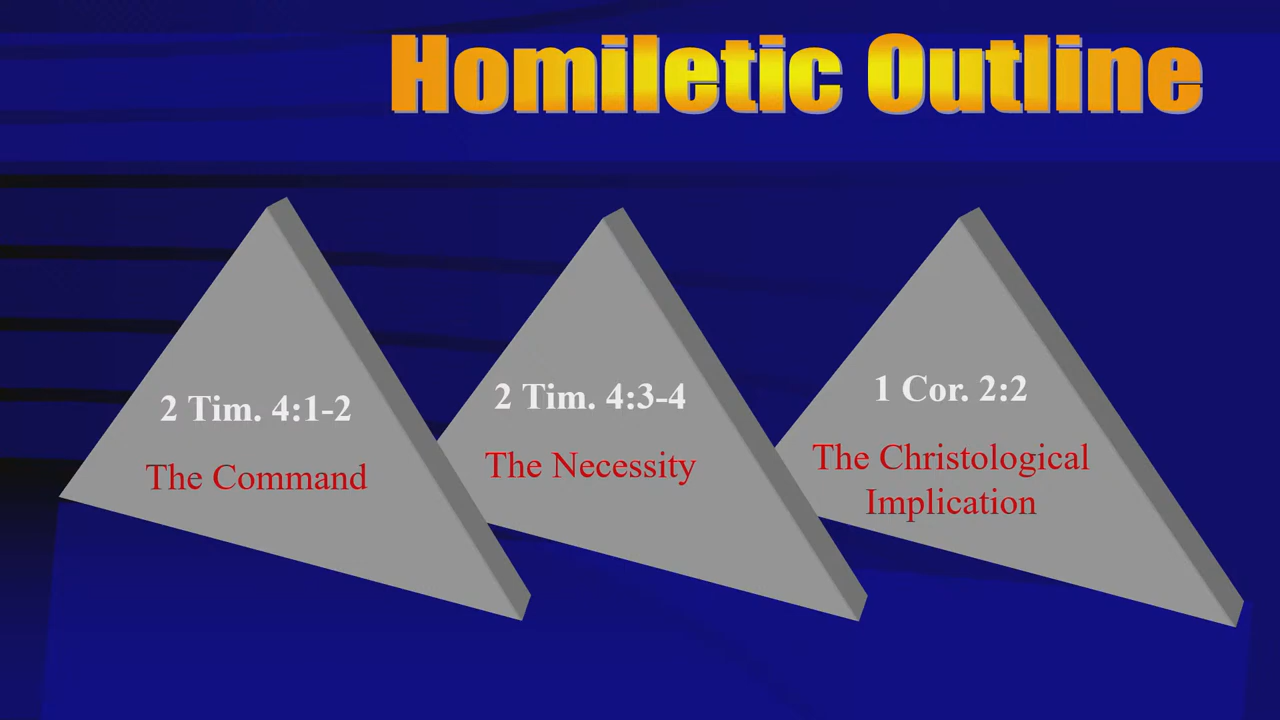 Homiletic Outline
2 Tim. 4:1-2
The Command
2 Tim. 4:3-4
The Necessity
1 Cor. 2:2
The Christological
Implication